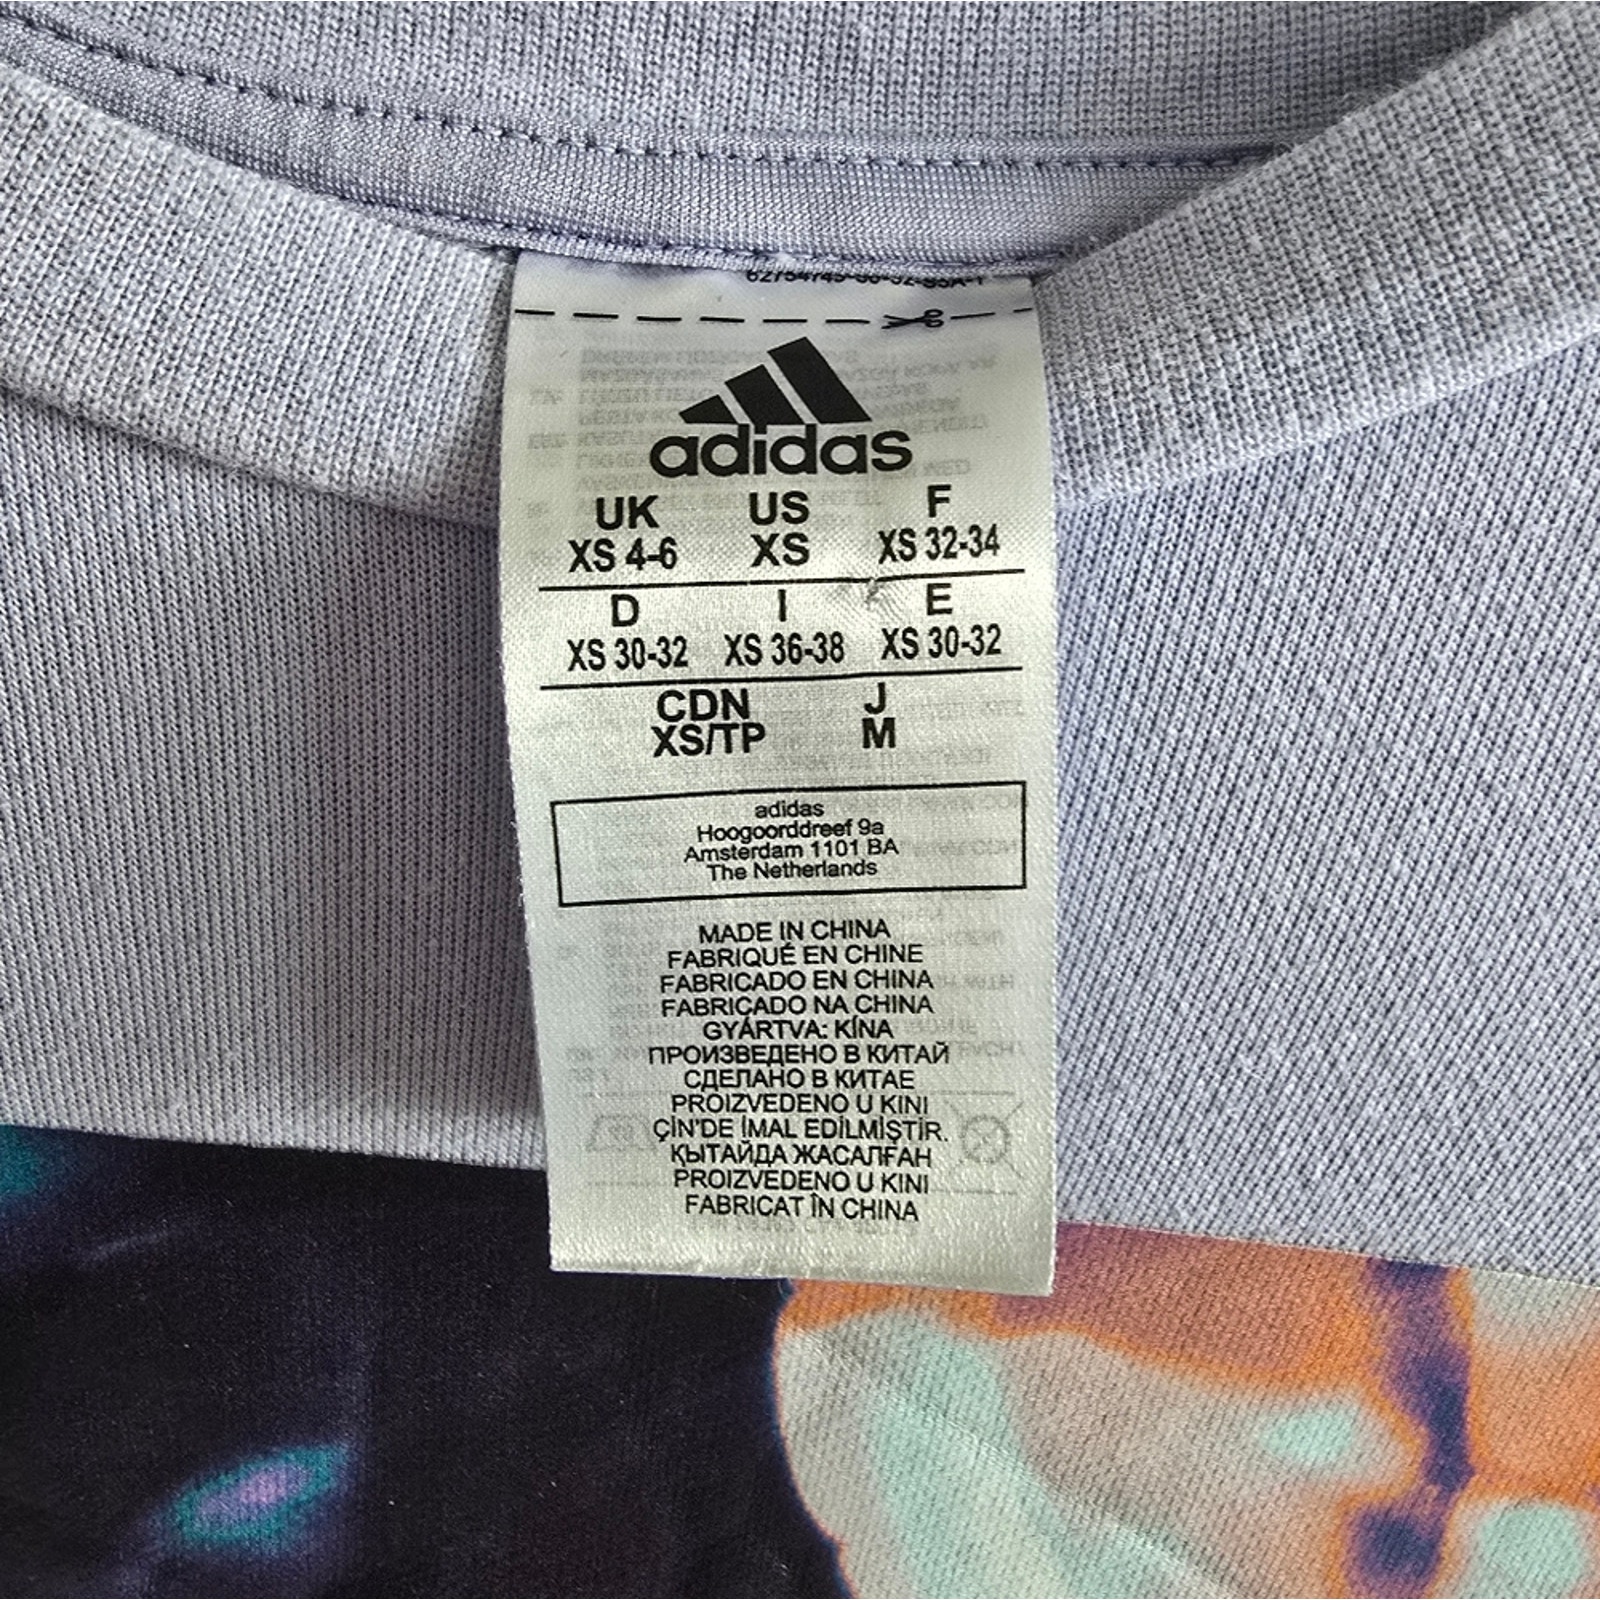 adidas
UK US F
XS 4-6 XS XS 32-34
D I E
XS 30-32 XS 36-38 XS 30-32
CDN J
XS/TP M
adidas
Hoogoorddreef 9a
Amsterdam 1101 BA
The Netherlands
MADE IN CHINA
FABRIQUÉ EN CHINE
FABRICADO EN CHINA
FABRICADO NA CHINA
GYÁRTVA: KÍNA
ПРОИЗВЕДЕНО В КИТАЙ
СДЕЛАНО В КИТАЕ
PROIZVEDENO U KINI
ÇİN'DE İMAL EDİLMİŞTİR.
ҚЫТАЙДА ЖАСАЛҒАН
PROIZVEDENO U KINI
FABRICAT ÎN CHINA